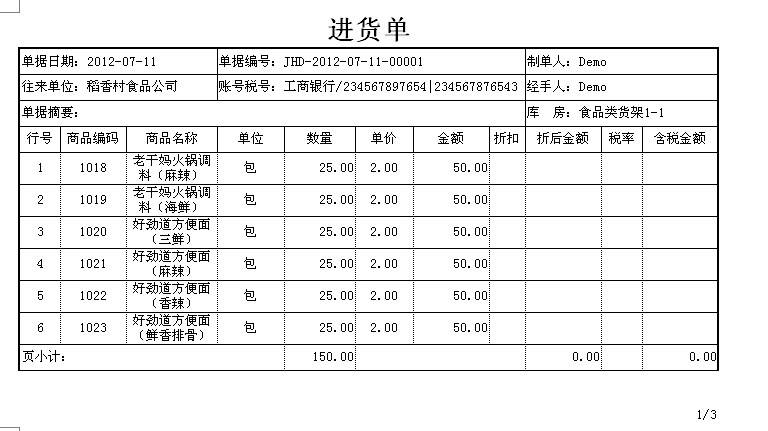 进货单
单据日期: 2012-07-11 单据编号: JHD-2012-07-11-00001 制单人: Demo
往来单位: 稻香村食品公司 账号税号: 工商银行/234567897654|234567876543 经手人: Demo
单据摘要: 库 房: 食品类货架1-1
行号 商品编码 商品名称 单位 数量 单价 金额 折扣 折后金额 税率 含税金额
1 1018 老干妈火锅调料（麻辣） 包 25.00 2.00 50.00
2 1019 老干妈火锅调料（海鲜） 包 25.00 2.00 50.00
3 1020 好劲道方便面（三鲜） 包 25.00 2.00 50.00
4 1021 好劲道方便面（麻辣） 包 25.00 2.00 50.00
5 1022 好劲道方便面（香辣） 包 25.00 2.00 50.00
6 1023 好劲道方便面（鲜香排骨） 包 25.00 2.00 50.00
页小计: 150.00 0.00 0.00
1/3